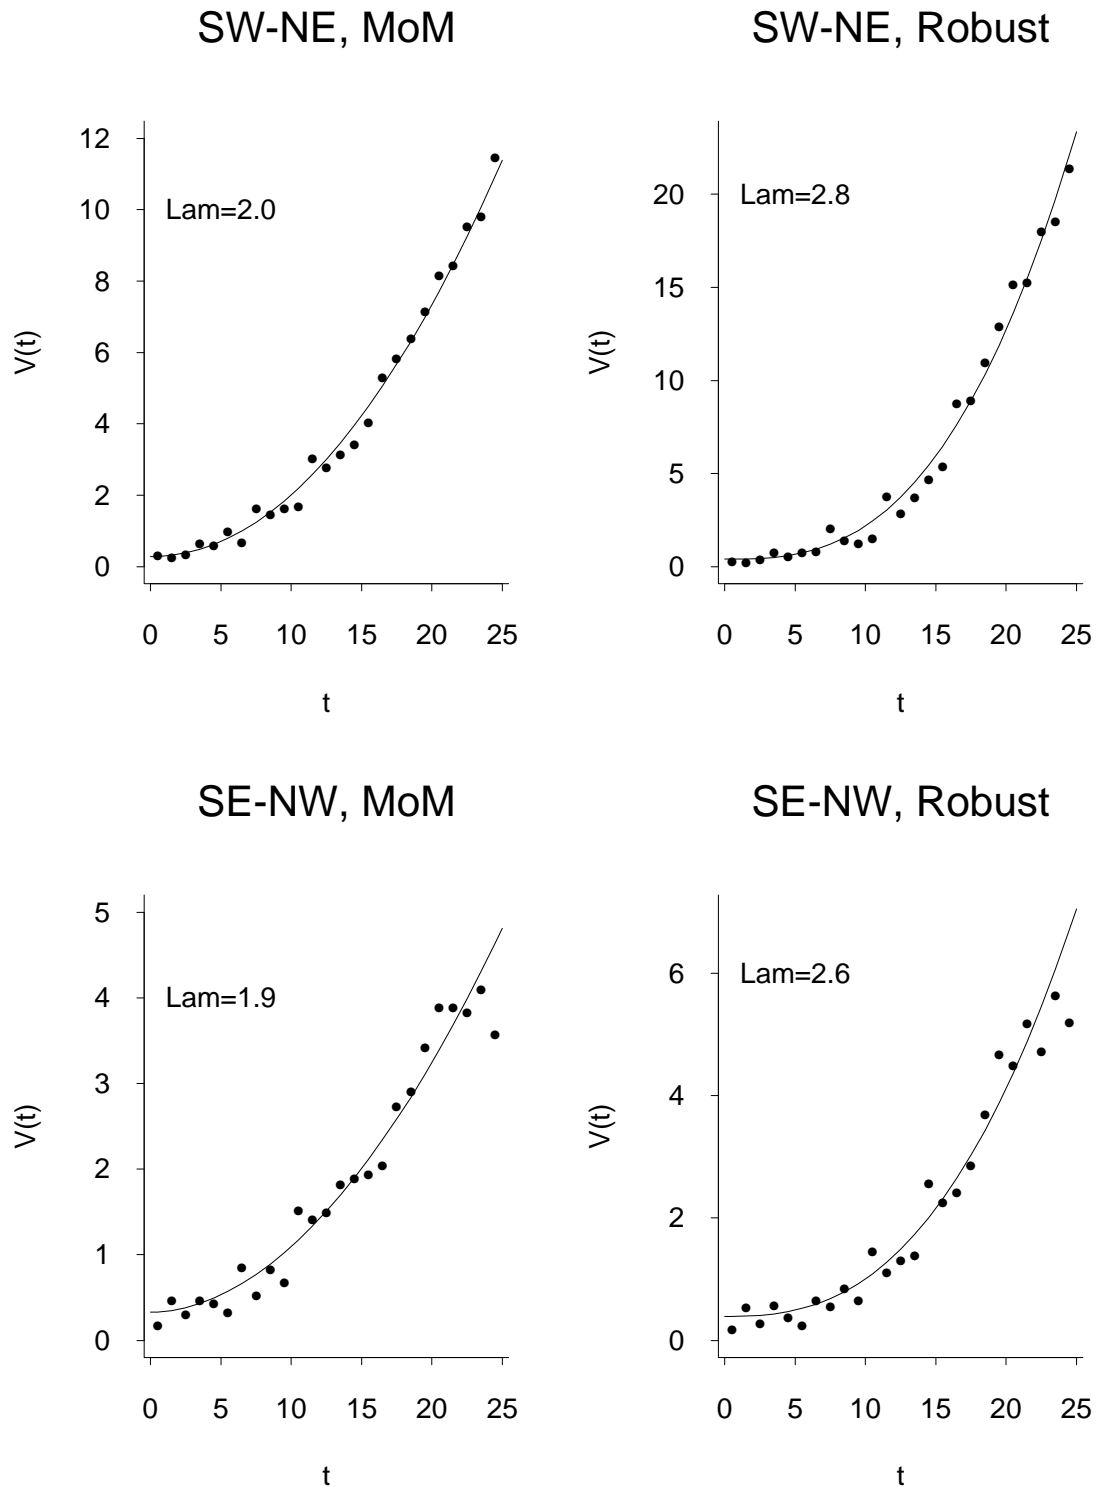 SW-NE, MoM
V(t)
12
10
8
6
4
2
0
Lam=2.0
0 5 10 15 20 25
t
SW-NE, Robust
V(t)
20
15
10
5
0
Lam=2.8
0 5 10 15 20 25
t
SE-NW, MoM
V(t)
5
4
3
2
1
0
Lam=1.9
0 5 10 15 20 25
t
SE-NW, Robust
V(t)
6
4
2
0
Lam=2.6
0 5 10 15 20 25
t